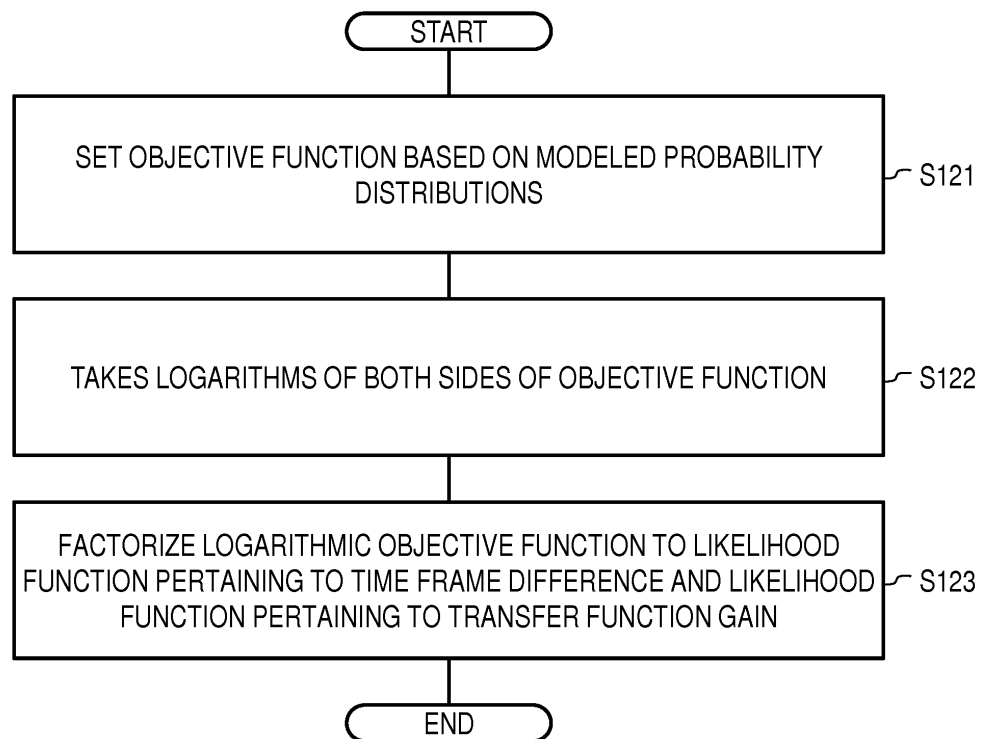 START
SET OBJECTIVE FUNCTION BASED ON MODELED PROBABILITY
DISTRIBUTIONS
S121
TAKES LOGARITHMS OF BOTH SIDES OF OBJECTIVE FUNCTION
S122
FACTORIZE LOGARITHMIC OBJECTIVE FUNCTION TO LIKELIHOOD
FUNCTION PERTAINING TO TIME FRAME DIFFERENCE AND LIKELIHOOD
FUNCTION PERTAINING TO TRANSFER FUNCTION GAIN
S123
END